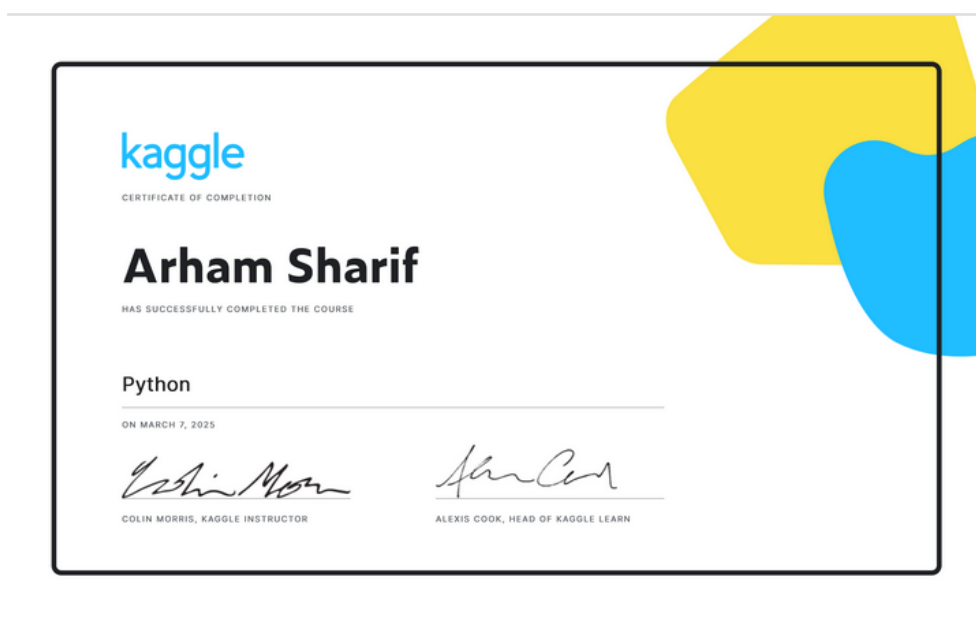 kaggle
CERTIFICATE OF COMPLETION
Arham Sharif
HAS SUCCESSFULLY COMPLETED THE COURSE
Python
ON MARCH 7, 2025
COLIN MORRIS, KAGGLE INSTRUCTOR
ALEXIS COOK, HEAD OF KAGGLE LEARN